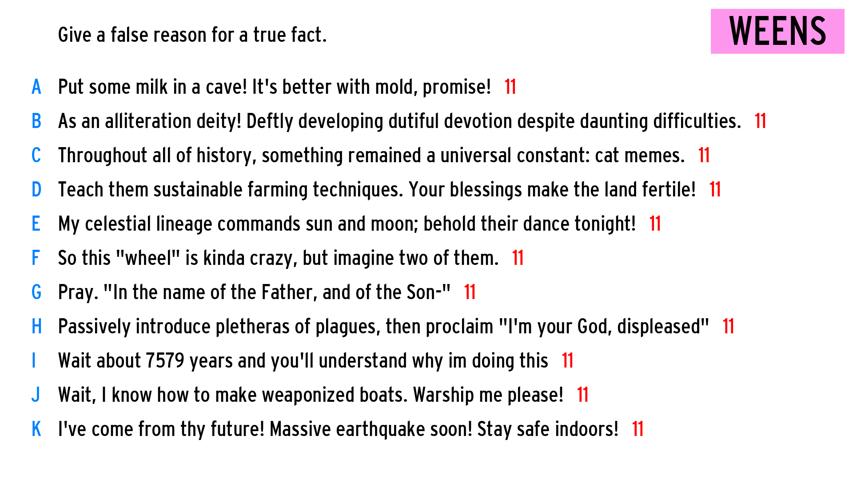 Give a false reason for a true fact.
WEENS
A Put some milk in a cave! It's better with mold, promise! 11
B As an alliteration deity! Deftly developing dutiful devotion despite daunting difficulties. 11
C Throughout all of history, something remained a universal constant: cat memes. 11
D Teach them sustainable farming techniques. Your blessings make the land fertile! 11
E My celestial lineage commands sun and moon; behold their dance tonight! 11
F So this "wheel" is kinda crazy, but imagine two of them. 11
G Pray. "In the name of the Father, and of the Son-" 11
H Passively introduce pletheras of plagues, then proclaim "I'm your God, displeased" 11
I Wait about 7579 years and you'll understand why im doing this 11
J Wait, I know how to make weaponized boats. Warship me please! 11
K I've come from thy future! Massive earthquake soon! Stay safe indoors! 11